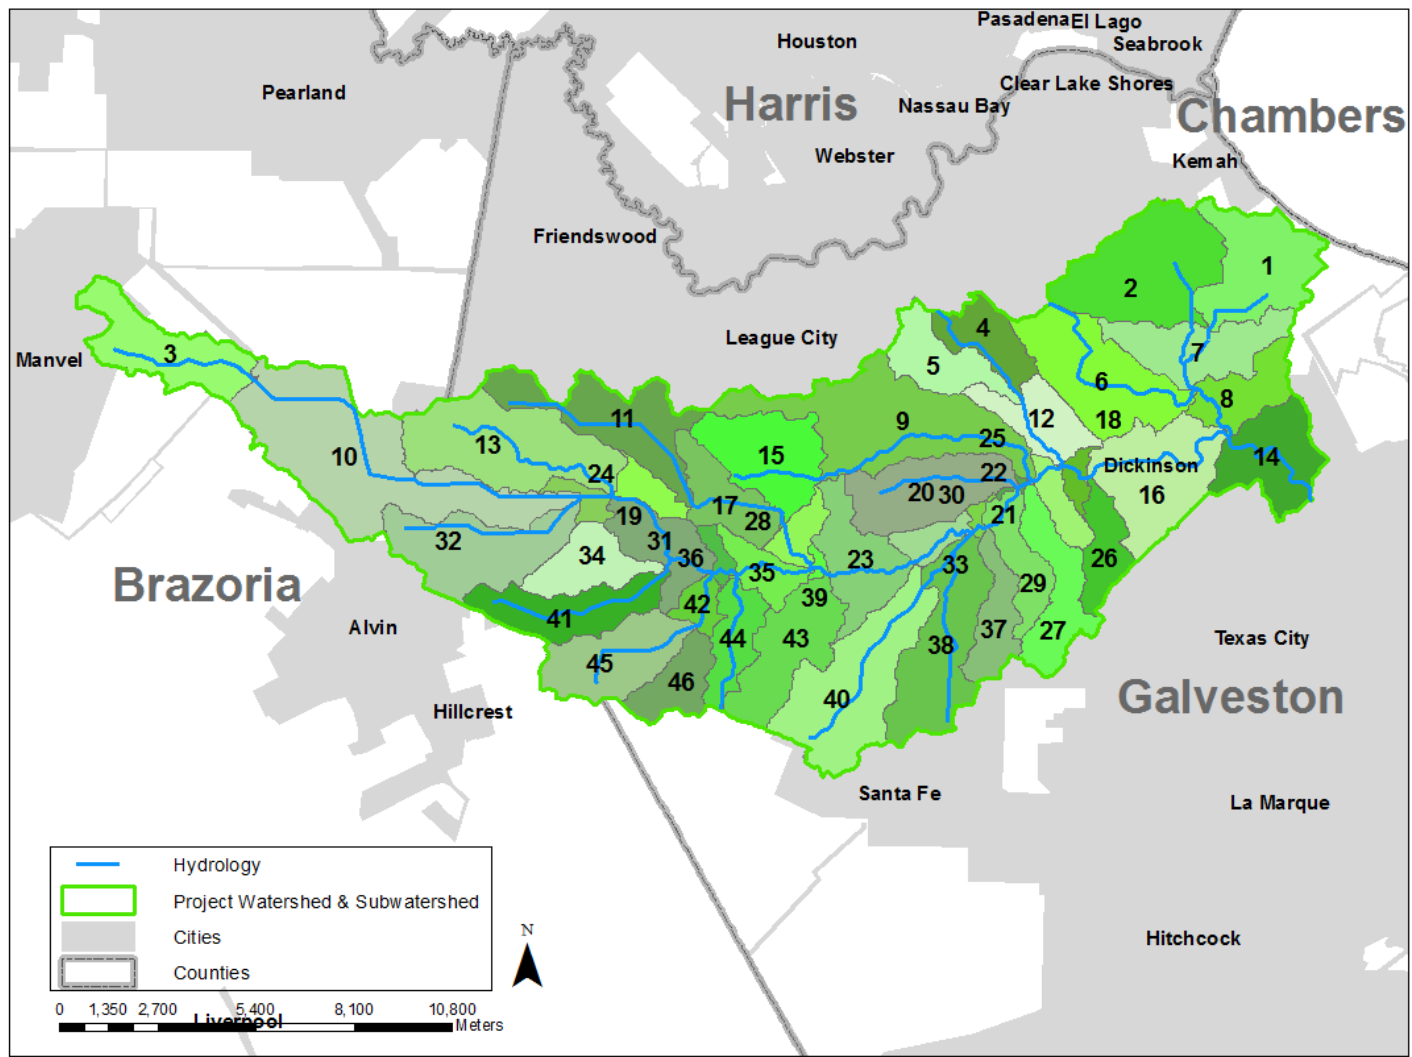 PasadenaEl Lago
Houston
Seabrook
Pearland
Harris
Clear Lake Shores
Nassau Bay
Chambers
Webster
Kemah
Friendswood
1
2
4
League City
3
Manvel
7
5
6
8
11
9
12
18
13
25
10
15
Dickinson
14
24
22
20 30
16
17
19
28
21
32
31
34
36
23
33
26
35
29
Brazoria
39
42
41
Alvin
37
27
44
43
38
Texas City
45
46
40
Galveston
Hillcrest
Santa Fe
La Marque
Hydrology
Project Watershed & Subwatershed
Cities
Hitchcock
Counties
N
0 1,350 2,700 5,400 8,100 10,800
Liverpool
Meters